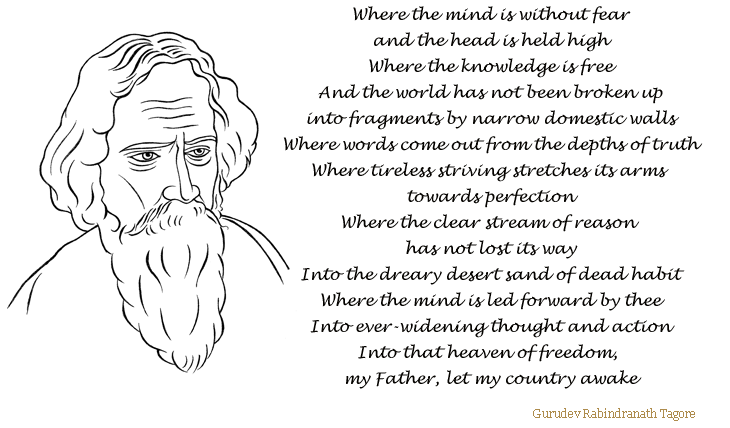 Where the mind is without fear
and the head is held high
Where the knowledge is free
And the world has not been broken up
into fragments by narrow domestic walls
Where words come out from the depths of truth
Where tireless striving stretches its arms
towards perfection
Where the clear stream of reason
has not lost its way
Into the dreary desert sand of dead habit
Where the mind is led forward by thee
Into ever-widening thought and action
Into that heaven of freedom,
my Father, let my country awake
Gurudev Rabindranath Tagore